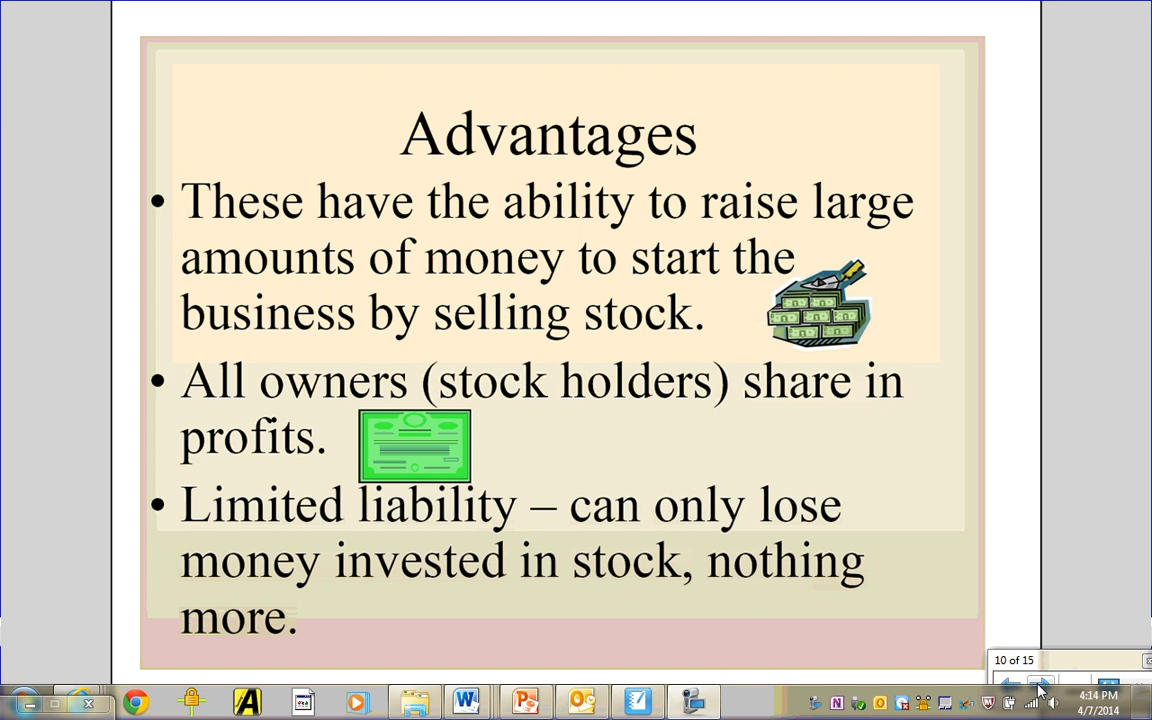 Advantages
• These have the ability to raise large
amounts of money to start the
business by selling stock.
• All owners (stock holders) share in
profits.
• Limited liability – can only lose
money invested in stock, nothing
more.
10 of 15
4:14 PM
4/7/2014